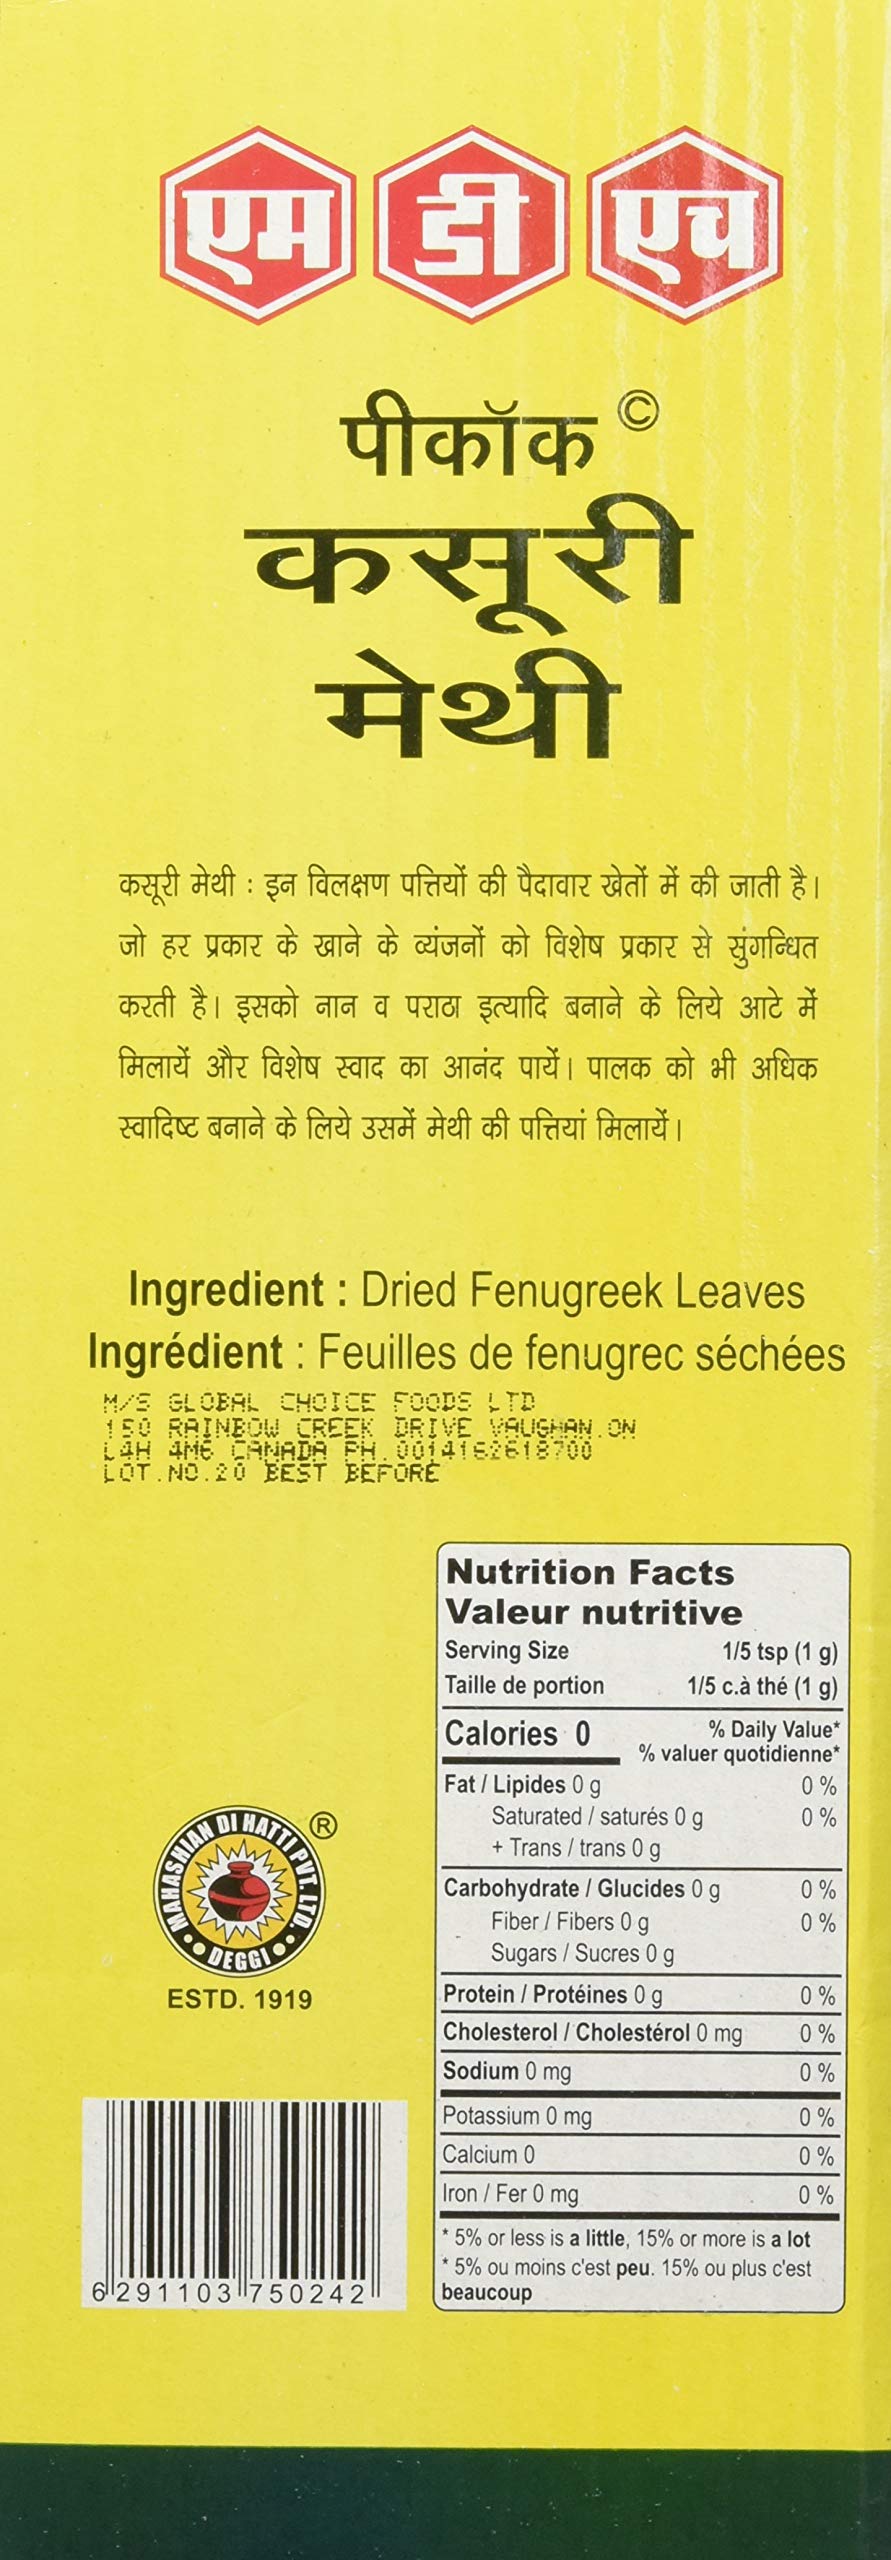 एम डी एच
पीकॉक ©
कसूरी
मेथी
कसूरी मेथी : इन विलक्षण पत्तियों की पैदावार खेतों में की जाती है।
जो हर प्रकार के खाने के व्यंजनों को विशेष प्रकार से सुंगन्धित
करती है। इसको नान व पराठा इत्यादि बनाने के लिये आटे में
मिलायें और विशेष स्वाद का आनंद पायें। पालक को भी अधिक
स्वादिष्ट बनाने के लिये उसमें मेथी की पत्तियां मिलायें।
Ingredient : Dried Fenugreek Leaves
Ingrédient : Feuilles de fenugrec séchées
M/S GLOBAL CHOICE FOODS LTD
150 RAINBOW CREEK DRIVE VAUGHAN.ON
L4H 4M6 CANADA PH.0014162618700
LOT.NO.20 BEST BEFORE
Nutrition Facts
Valeur nutritive
Serving Size 1/5 tsp (1 g)
Taille de portion 1/5 c.à thé (1 g)
Calories 0 % Daily Value*
% valuer quotidienne*
Fat / Lipides 0 g 0 %
Saturated / saturés 0 g 0 %
+ Trans / trans 0 g
Carbohydrate / Glucides 0 g 0 %
Fiber / Fibers 0 g 0 %
Sugars / Sucres 0 g
Protein / Protéines 0 g 0 %
Cholesterol / Cholestérol 0 mg 0 %
Sodium 0 mg 0 %
Potassium 0 mg 0 %
Calcium 0 0 %
Iron / Fer 0 mg 0 %
* 5% or less is a little, 15% or more is a lot
* 5% ou moins c'est peu. 15% ou plus c'est
beaucoup
MAHASHIAN DI HATTI PVT. LTD. ®
DEGGI
ESTD. 1919
6 291103 750242